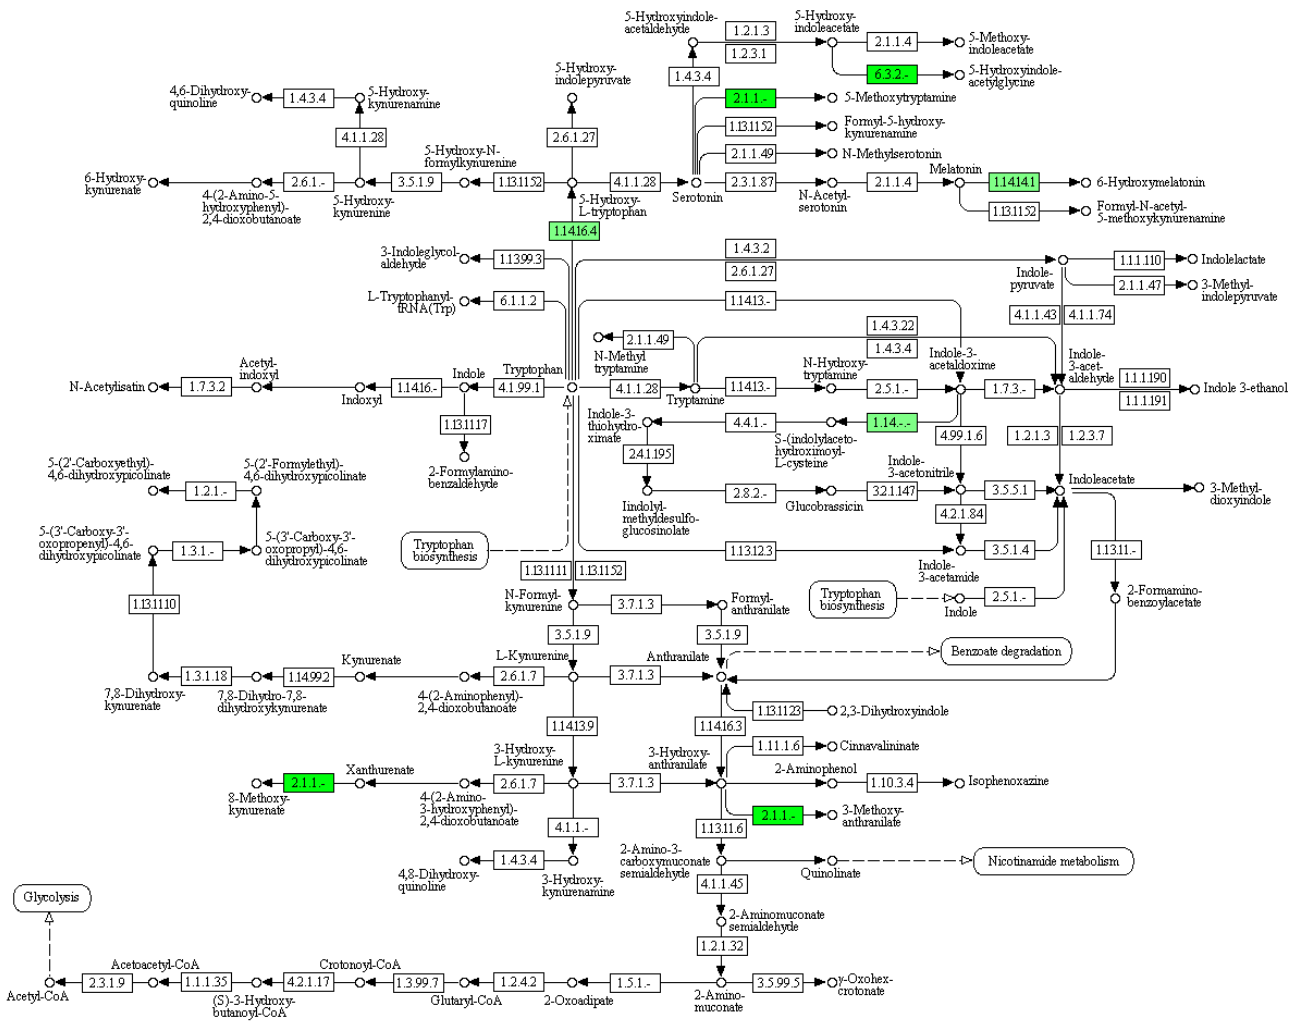 5-Hydroxyindole-
acetaldehyde
1.2.1.3
1.2.3.1
5-Hydroxy-
indoleacetate
2.1.1.4
5-Methoxy-
indoleacetate
6.3.2.-
5-Hydroxyindole-
acetylglycine
1.4.3.4
2.1.1.-
5-Methoxytryptamine
1.13.11.52
Formyl-5-hydroxy-
kynurenamine
2.1.1.49
N-Methylserotonin
4,6-Dihydroxy-
quinoline
1.4.3.4
5-Hydroxy-
kynurenamine
4.1.1.28
5-Hydroxy-
indolepyruvate
2.6.1.27
5-Hydroxy-N-
formylkynurenine
6-Hydroxy-
kynurenate
4-(2-Amino-5-
hydroxyphenyl)-
2,4-dioxobutanoate
2.6.1.-
5-Hydroxy-
kynurenine
3.5.1.9
1.13.11.52
5-Hydroxy-
L-tryptophan
4.1.1.28
Serotonin
2.3.1.87
N-Acetyl-
serotonin
2.1.1.4
Melatonin
1.14.14.1
6-Hydroxymelatonin
1.13.11.52
Formyl-N-acetyl-
5-methoxykynurenamine
1.14.16.4
3-Indoleglycol-
aldehyde
1.13.99.3
1.4.3.2
2.6.1.27
Indole-
pyruvate
1.1.1.110
Indolelactate
2.1.1.47
3-Methyl-
indolepyruvate
L-Tryptophanyl-
tRNA(Trp)
6.1.1.2
1.14.13.-
4.1.1.43
4.1.1.74
2.1.1.49
N-Methyl
tryptamine
1.4.3.22
1.4.3.4
N-Acetylisatin
1.7.3.2
Acetyl-
indoxyl
Indoxyl
1.14.16.-
Indole
4.1.99.1
Tryptophan
4.1.1.28
Tryptamine
1.14.13.-
N-Hydroxy-
tryptamine
2.5.1.-
Indole-3-
acetaldoxime
1.7.3.-
Indole-
3-acet-
aldehyde
1.1.1.190
1.1.1.191
Indole 3-ethanol
1.13.11.17
2-Formylamino-
benzaldehyde
Indole-3-
thiohydro-
ximate
4.4.1.-
S-(indolylaceto-
hydroximoyl-
L-cysteine
1.14.-.-
4.99.1.6
1.2.1.3
1.2.3.7
2.4.1.195
Iindolyl-
methyldesulfo-
glucosinolate
2.8.2.-
Glucobrassicin
3.2.1.147
Indole-
3-acetonitrile
3.5.5.1
Indoleacetate
3-Methyl-
dioxyindole
4.2.1.84
1.13.12.3
Indole-
3-acetamide
3.5.1.4
1.13.11.-
2-Formamino-
benzoylacetate
5-(2'-Carboxyethyl)-
4,6-dihydroxypicolinate
1.2.1.-
5-(2'-Formylethyl)-
4,6-dihydroxypicolinate
5-(3'-Carboxy-3'-
oxopropenyl)-4,6-
dihydroxypicolinate
1.3.1.-
5-(3'-Carboxy-3'-
oxopropyl)-4,6-
dihydroxypicolinate
Tryptophan
biosynthesis
1.13.11.11
1.13.11.52
Tryptophan
biosynthesis
Indole
2.5.1.-
1.13.11.10
N-Formyl-
kynurenine
3.7.1.3
Formyl-
anthranilate
3.5.1.9
3.5.1.9
Benzoate degradation
7,8-Dihydroxy-
kynurenate
1.3.1.18
7,8-Dihydro-7,8-
dihydroxykynurenate
1.14.99.2
Kynurenate
4-(2-Aminophenyl)-
2,4-dioxobutanoate
2.6.1.7
L-Kynurenine
3.7.1.3
Anthranilate
1.13.11.23
2,3-Dihydroxyindole
1.14.13.9
1.14.16.3
1.11.1.6
Cinnavalininate
8-Methoxy-
kynurenate
2.1.1.-
Xanthurenate
4-(2-Amino-
3-hydroxyphenyl)-
2,4-dioxobutanoate
2.6.1.7
3-Hydroxy-
L-kynurenine
3.7.1.3
3-Hydroxy-
anthranilate
2-Aminophenol
1.10.3.4
Isophenoxazine
2.1.1.-
3-Methoxy-
anthranilate
4.1.1.-
1.13.11.6
4,8-Dihydroxy-
quinoline
1.4.3.4
3-Hydroxy-
kynurenamine
2-Amino-3-
carboxymuconate
semialdehyde
Quinolinate
Nicotinamide metabolism
4.1.1.45
Glycolysis
2-Aminomuconate
semialdehyde
1.2.1.32
Acetyl-CoA
2.3.1.9
Acetoacetyl-CoA
1.1.1.35
(S)-3-Hydroxy-
butanoyl-CoA
4.2.1.17
Crotonoyl-CoA
1.3.99.7
Glutaryl-CoA
1.2.4.2
2-Oxoadipate
1.5.1.-
2-Amino-
muconate
3.5.99.5
γ-Oxohex-
crotonate